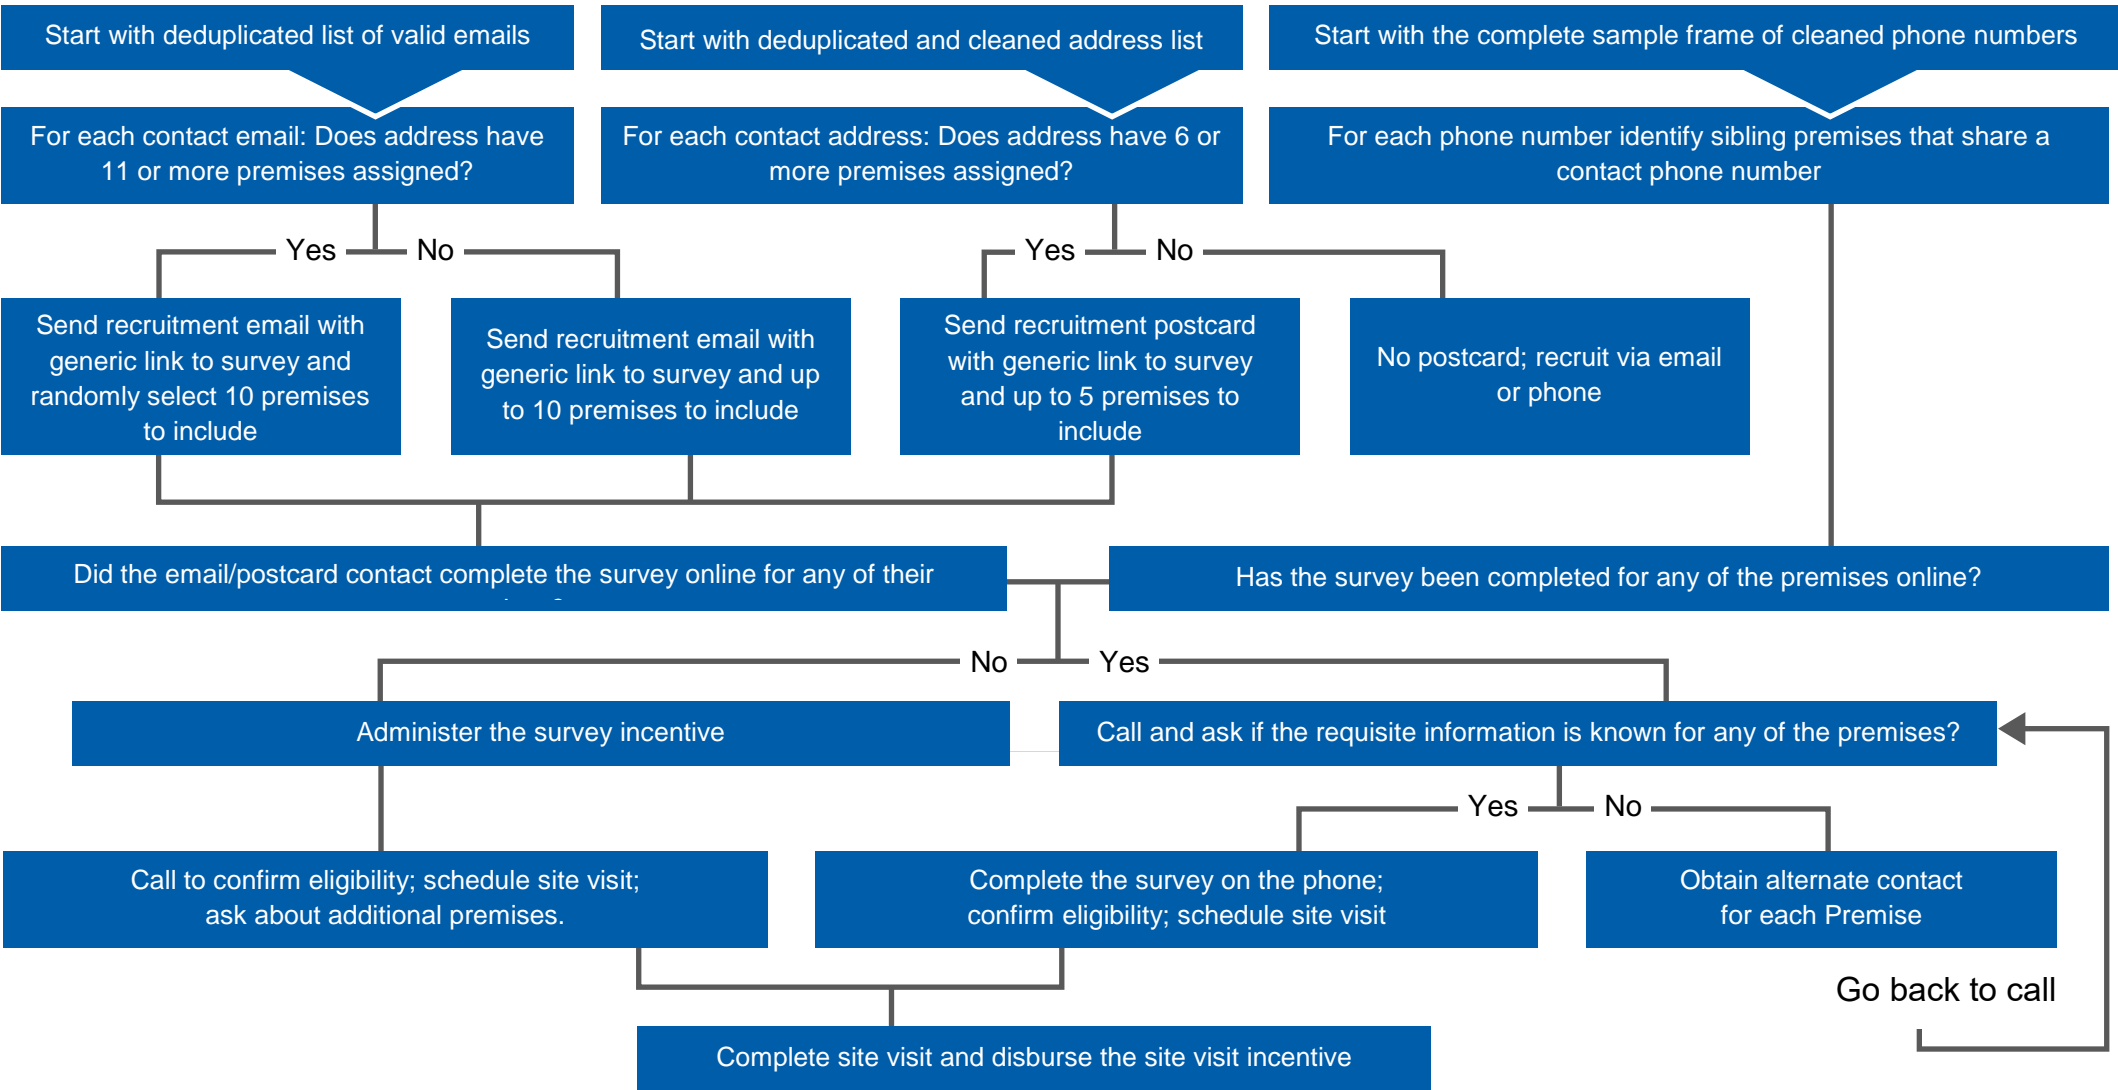 Start with deduplicated list of valid emails
Start with deduplicated and cleaned address list
Start with the complete sample frame of cleaned phone numbers
For each contact email: Does address have
11 or more premises assigned?
For each contact address: Does address have 6 or
more premises assigned?
For each phone number identify sibling premises that share a
contact phone number
Yes
No
Yes
No
Send recruitment email with
generic link to survey and
randomly select 10 premises
to include
Send recruitment email with
generic link to survey and up
to 10 premises to include
Send recruitment postcard
with generic link to survey
and up to 5 premises to
include
No postcard; recruit via email
or phone
Did the email/postcard contact complete the survey online for any of their
Has the survey been completed for any of the premises online?
No
Yes
Administer the survey incentive
Call and ask if the requisite information is known for any of the premises?
Yes
No
Call to confirm eligibility; schedule site visit;
ask about additional premises.
Complete the survey on the phone;
confirm eligibility; schedule site visit
Obtain alternate contact
for each Premise
Go back to call
Complete site visit and disburse the site visit incentive